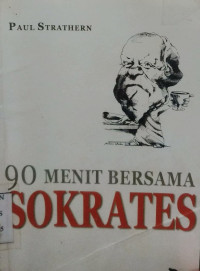 PAUL STRATHERN
90 MENIT BERSAMA
SOKRATES